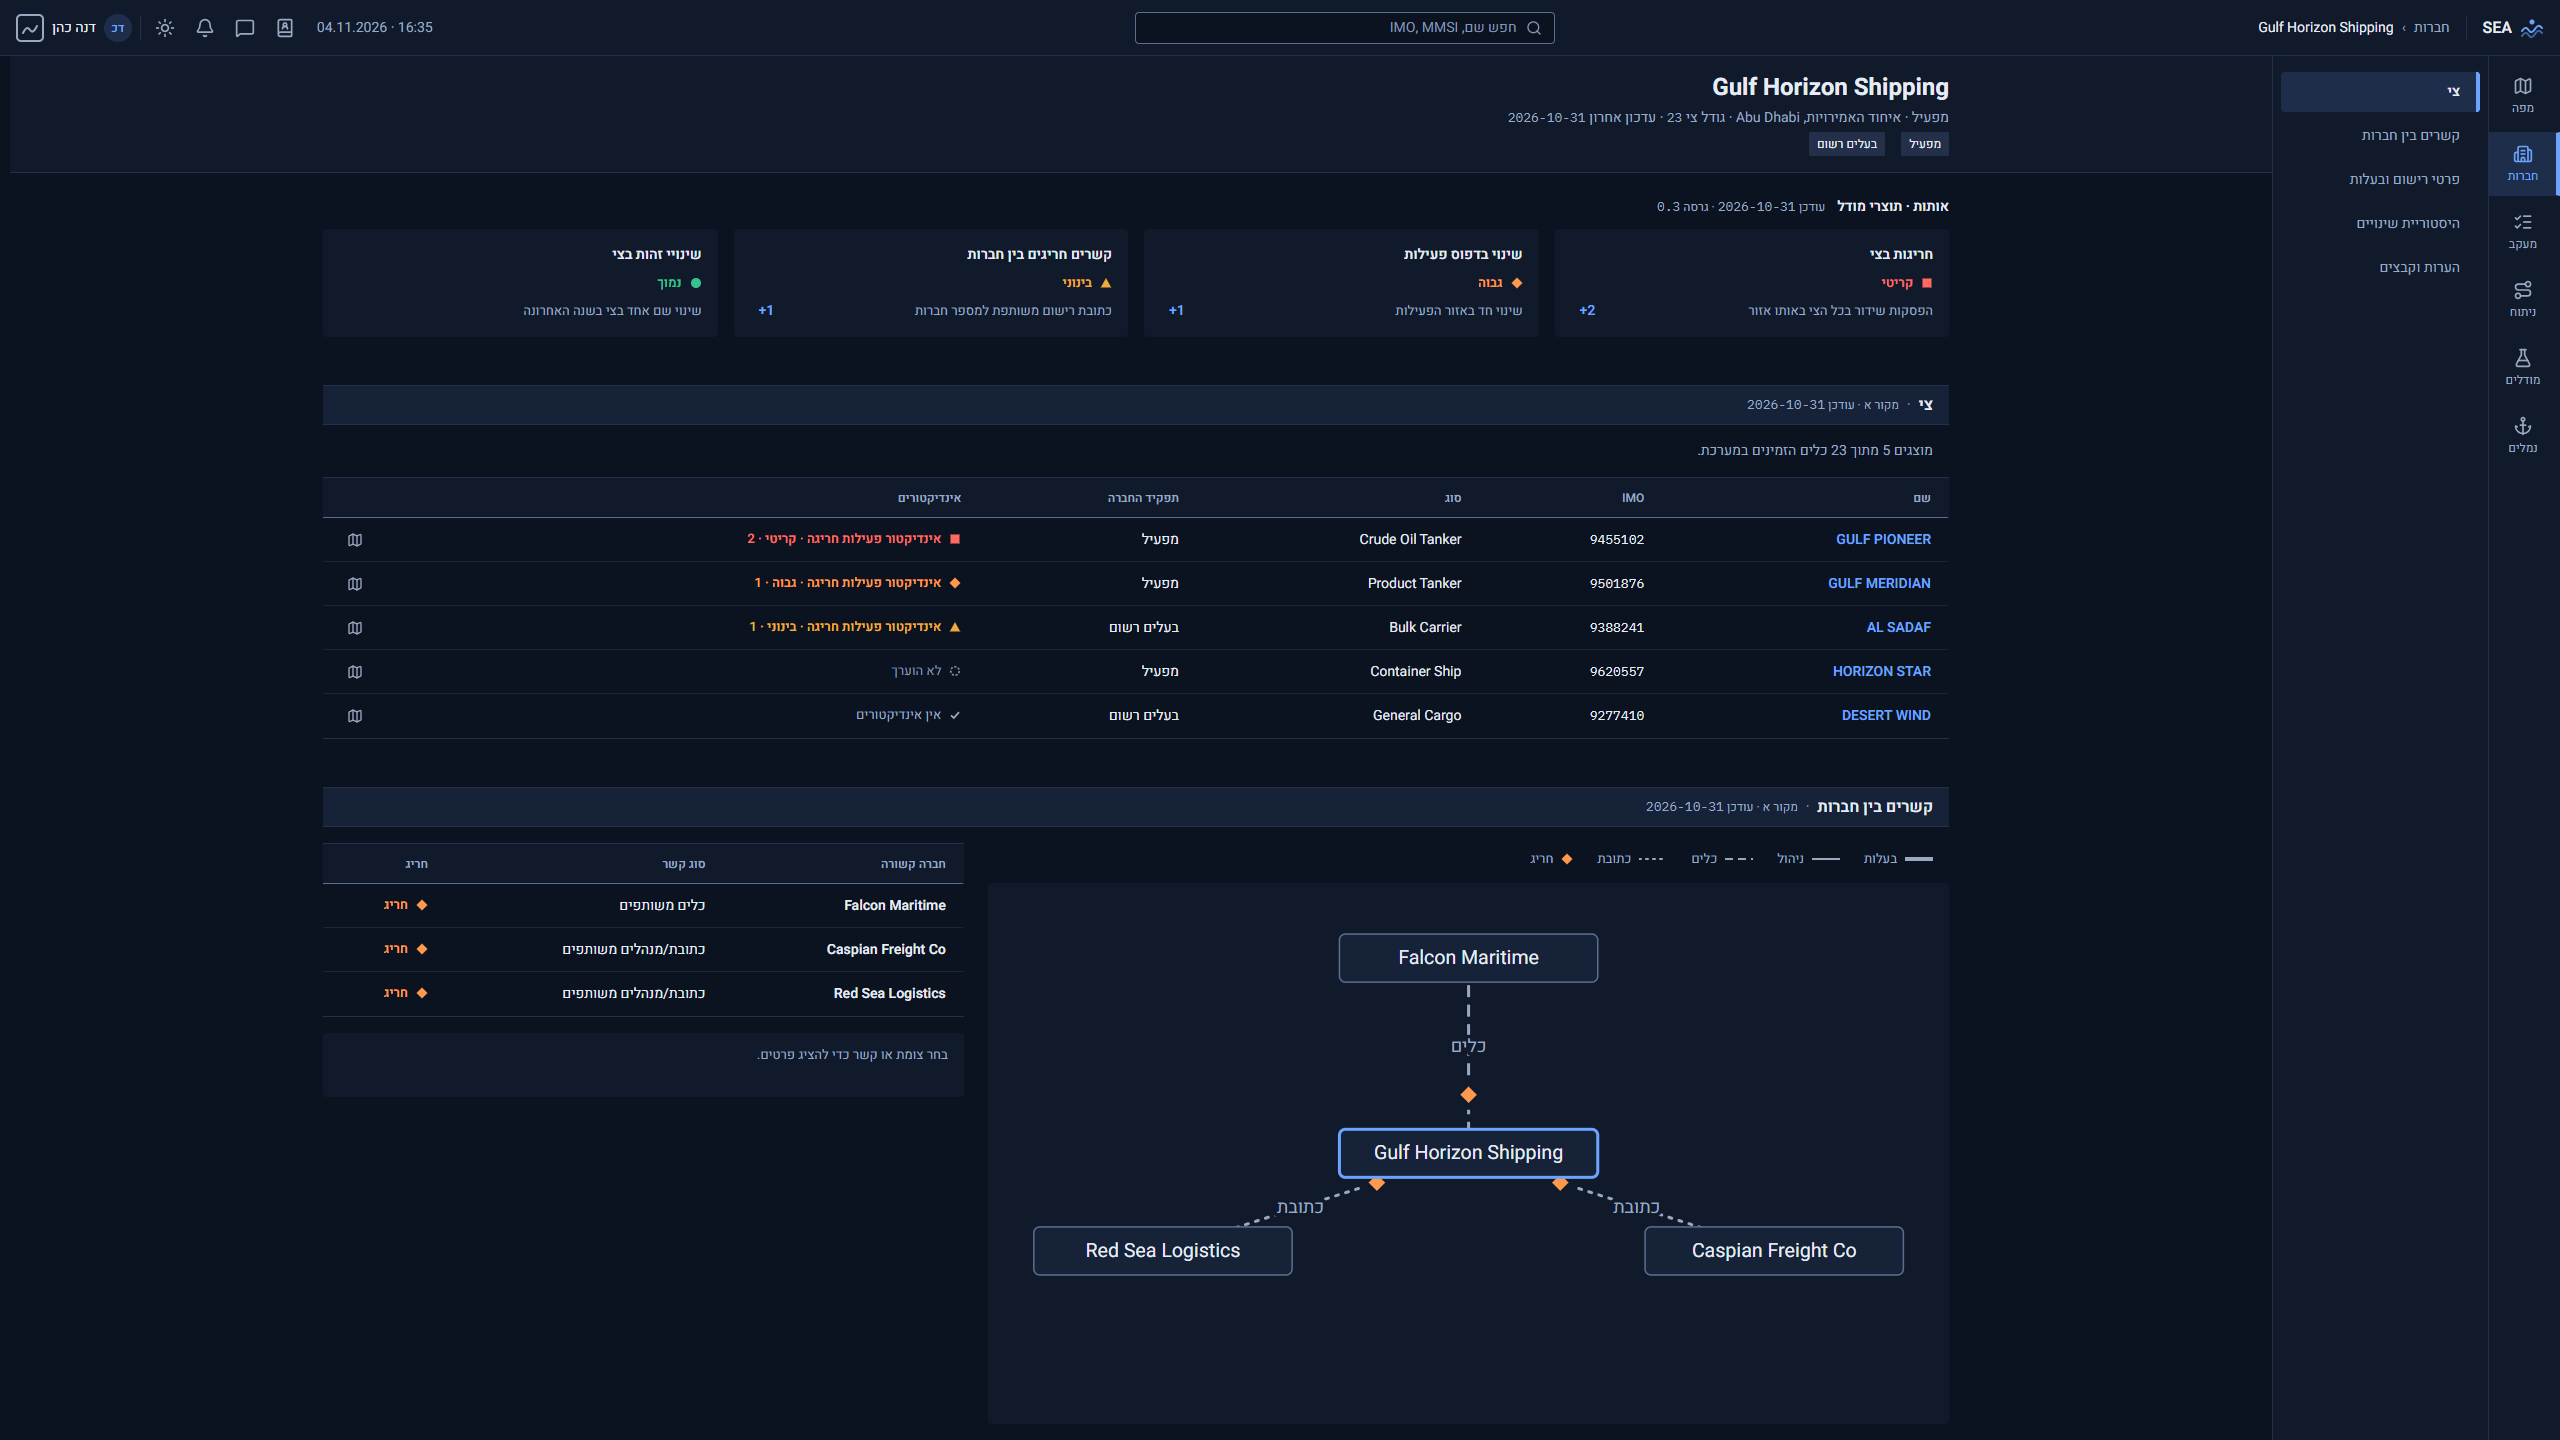 SEA
חברות › Gulf Horizon Shipping
חפש שם, IMO, MMSI
04.11.2026 · 16:35
דכ דנה כהן
מפה
חברות
מעקב
ניתוח
מודלים
נמלים
צי
קשרים בין חברות
פרטי רישום ובעלות
היסטוריית שינויים
הערות וקבצים
Gulf Horizon Shipping
מפעיל · איחוד האמירויות, Abu Dhabi · גודל צי 23 · עדכון אחרון 2026-10-31
מפעיל בעלים רשום
אותות · תוצרי מודל עודכן 2026-10-31 · גרסה 0.3
חריגות בצי
קריטי
הפסקות שידור בכל הצי באותו אזור +2
שינוי בדפוס פעילות
גבוה
שינוי חד באזור הפעילות +1
קשרים חריגים בין חברות
בינוני
כתובת רישום משותפת למספר חברות +1
שינויי זהות בצי
נמוך
שינוי שם אחד בצי בשנה האחרונה
צי · מקור א · עודכן 2026-10-31
מוצגים 5 מתוך 23 כלים הזמינים במערכת.
שם IMO סוג תפקיד החברה אינדיקטורים
GULF PIONEER 9455102 Crude Oil Tanker מפעיל אינדיקטור פעילות חריגה · קריטי · 2
GULF MERIDIAN 9501876 Product Tanker מפעיל אינדיקטור פעילות חריגה · גבוה · 1
AL SADAF 9388241 Bulk Carrier בעלים רשום אינדיקטור פעילות חריגה · בינוני · 1
HORIZON STAR 9620557 Container Ship מפעיל לא הוערך
DESERT WIND 9277410 General Cargo בעלים רשום אין אינדיקטורים
קשרים בין חברות · מקור א · עודכן 2026-10-31
בעלות ניהול כלים כתובת חריג
Falcon Maritime
כלים
Gulf Horizon Shipping
כתובת כתובת
Caspian Freight Co Red Sea Logistics
חברה קשורה סוג קשר חריג
Falcon Maritime כלים משותפים חריג
Caspian Freight Co כתובת/מנהלים משותפים חריג
Red Sea Logistics כתובת/מנהלים משותפים חריג
בחר צומת או קשר כדי להציג פרטים.